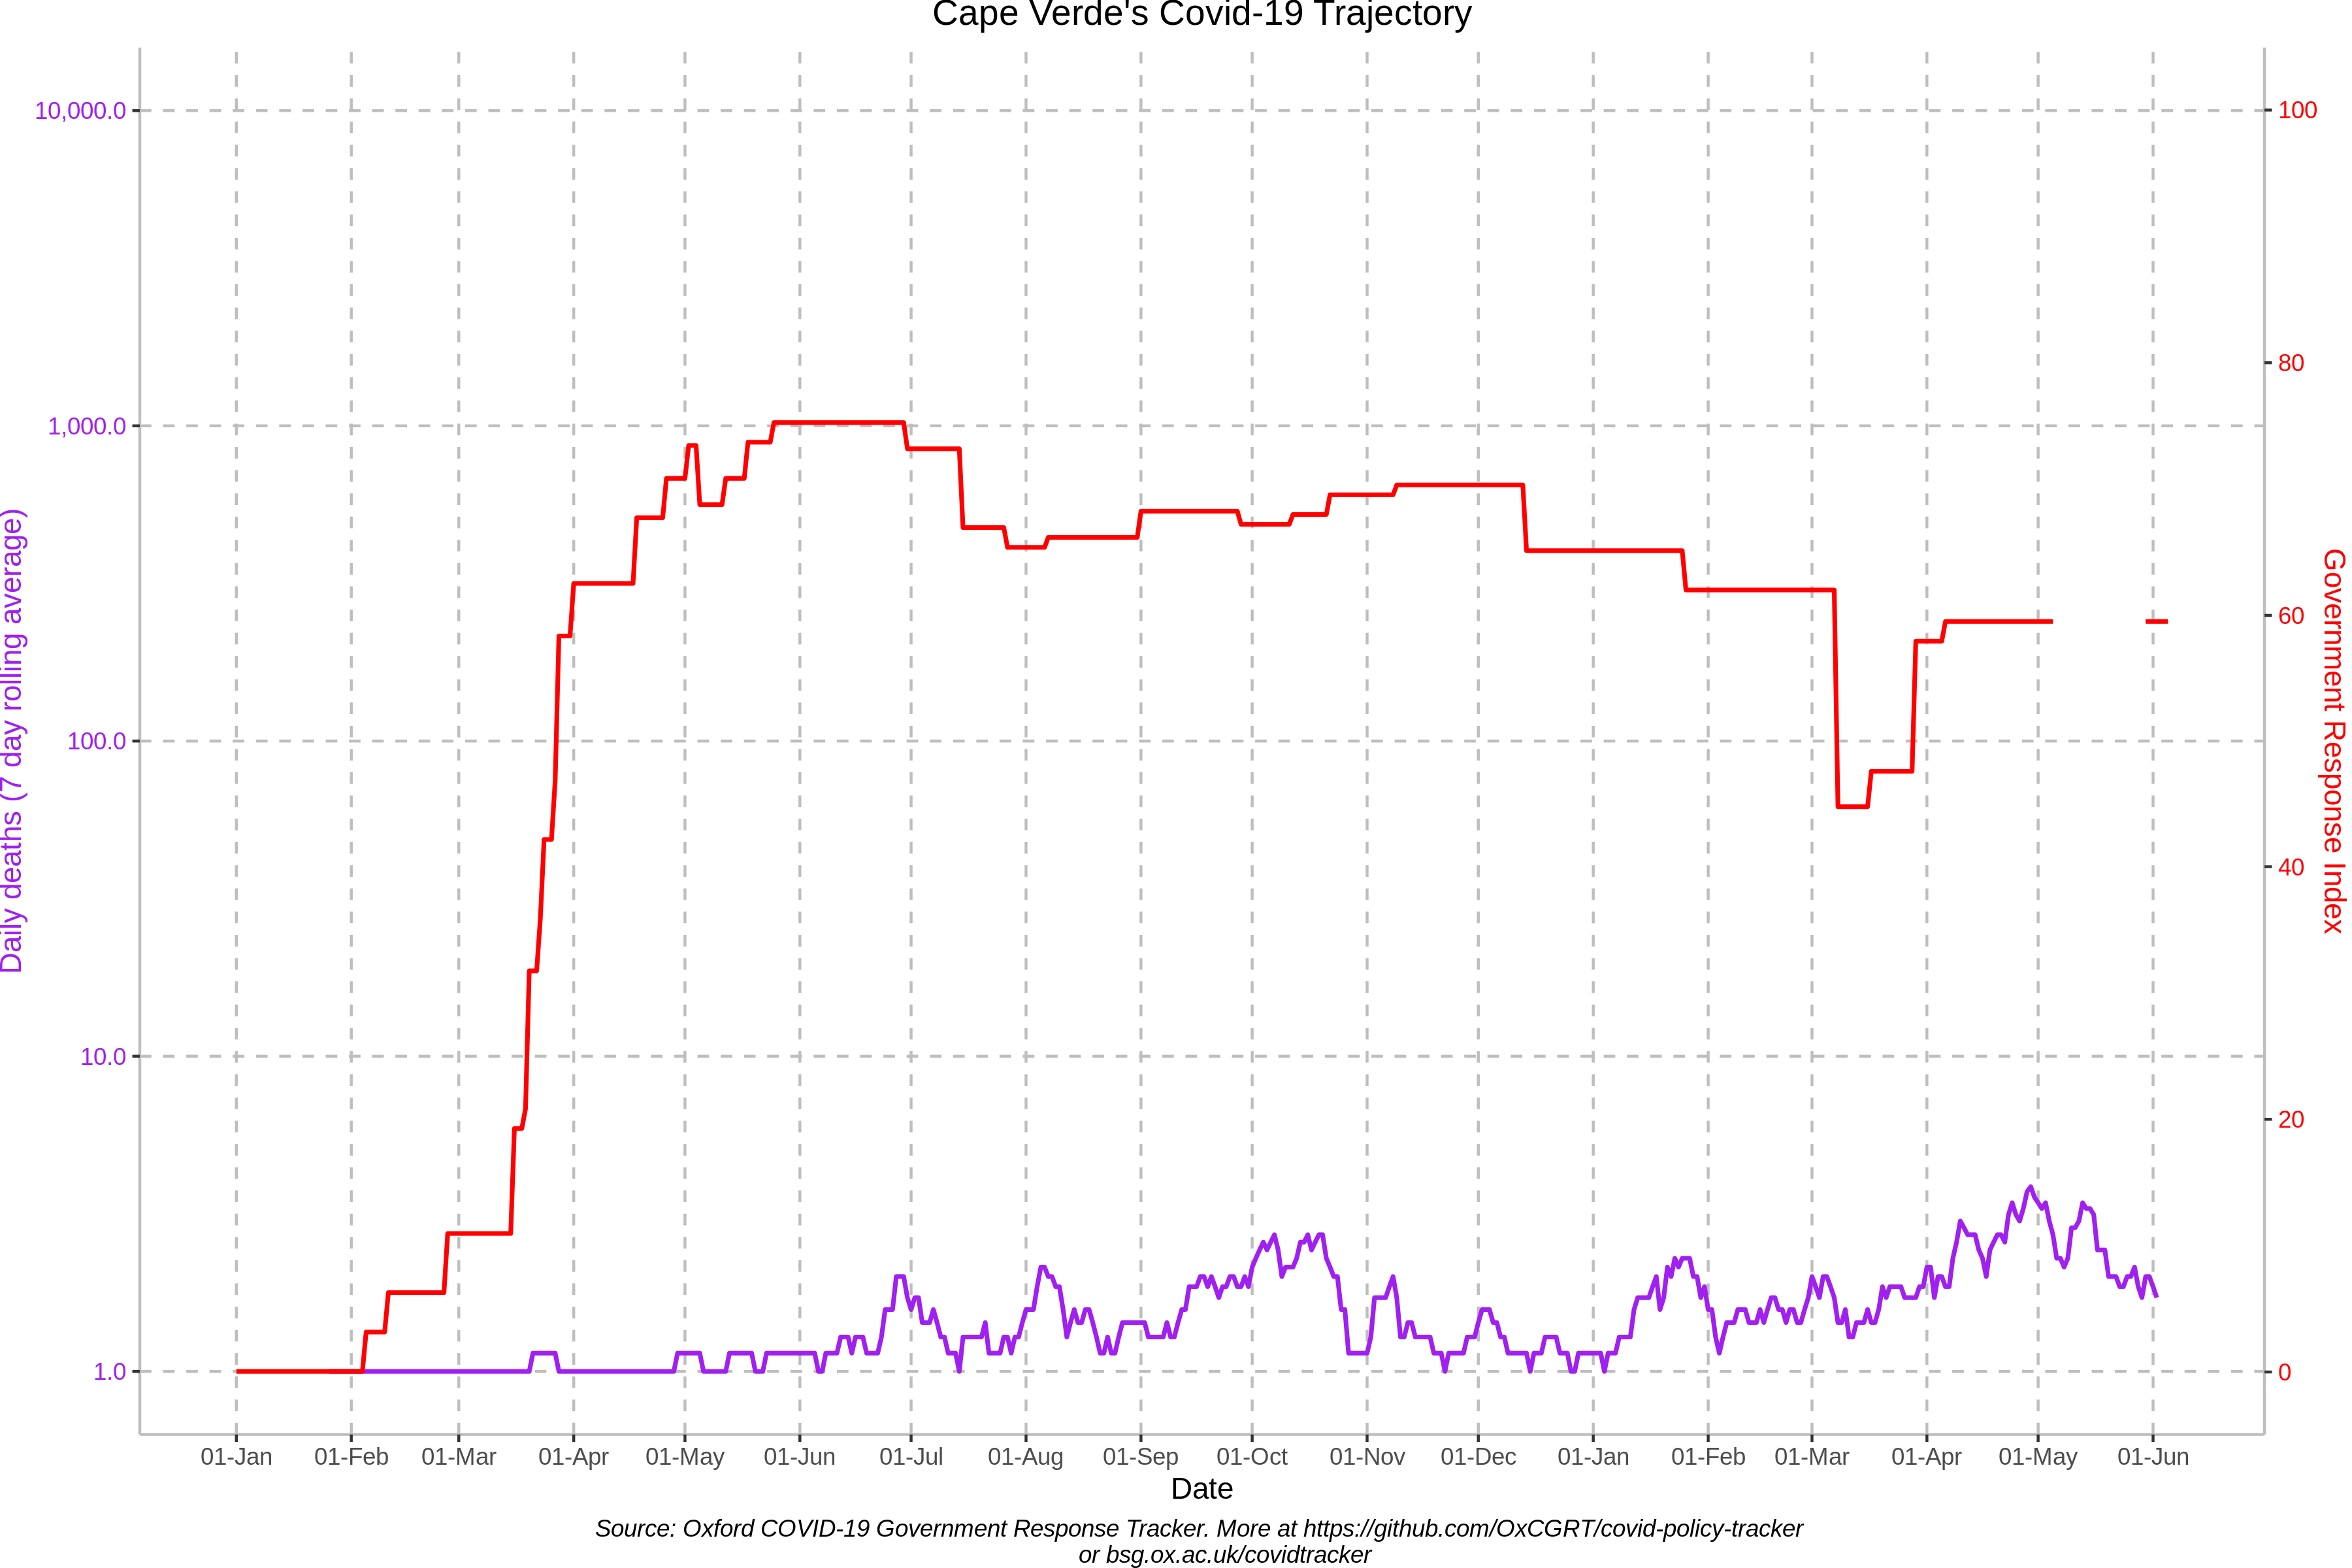 Cape Verde's Covid-19 Trajectory
Daily deaths (7 day rolling average)
10,000.0
1,000.0
100.0
10.0
1.0
100
80
60
40
20
0
Government Response Index
01-Jan 01-Feb 01-Mar 01-Apr 01-May 01-Jun 01-Jul 01-Aug 01-Sep 01-Oct 01-Nov 01-Dec 01-Jan 01-Feb 01-Mar 01-Apr 01-May 01-Jun
Date
Source: Oxford COVID-19 Government Response Tracker. More at https://github.com/OxCGRT/covid-policy-tracker
or bsg.ox.ac.uk/covidtracker